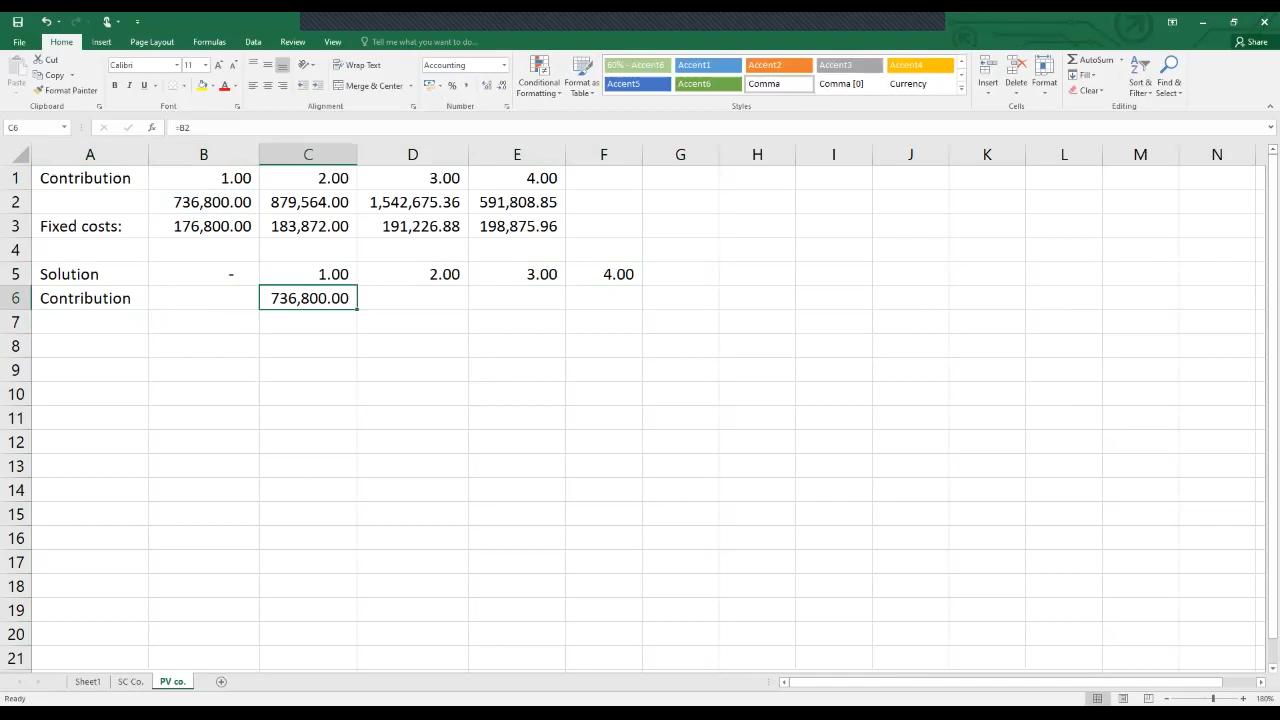 File Home Insert Page Layout Formulas Data Review View Tell me what you want to do... Share
Cut
Copy
Format Painter
Paste
Clipboard
Calibri 11
B I U
Font
Wrap Text
Merge & Center
Alignment
Accounting
Number
Conditional Formatting
Format as Table
60% - Accent6 Accent1 Accent2 Accent3 Accent4
Accent5 Accent6 Comma Comma [0] Currency
Styles
Insert Delete Format
Cells
AutoSum
Fill
Clear
Sort & Filter
Find & Select
Editing
C6 fx =B2
A B C D E F G H I J K L M N
1 Contribution 1.00 2.00 3.00 4.00
2 736,800.00 879,564.00 1,542,675.36 591,808.85
3 Fixed costs: 176,800.00 183,872.00 191,226.88 198,875.96
4
5 Solution - 1.00 2.00 3.00 4.00
6 Contribution 736,800.00
7
8
9
10
11
12
13
14
15
16
17
18
19
20
21
Sheet1 SC Co. PV co.
Ready 180%